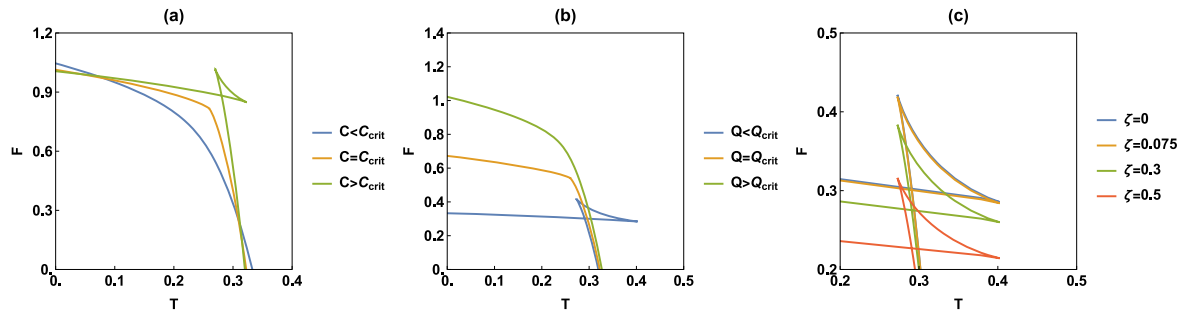 (a)
1.2
0.9
0.6
0.3
0.
F
0.
0.1
0.2
0.3
0.4
T
C<C_crit
C=C_crit
C>C_crit
(b)
1.4
1.2
1.
0.8
0.6
0.4
0.2
0.
F
0.
0.1
0.2
0.3
0.4
0.5
T
Q<Q_crit
Q=Q_crit
Q>Q_crit
(c)
0.5
0.4
0.3
0.2
F
0.2
0.3
0.4
0.5
T
ζ=0
ζ=0.075
ζ=0.3
ζ=0.5